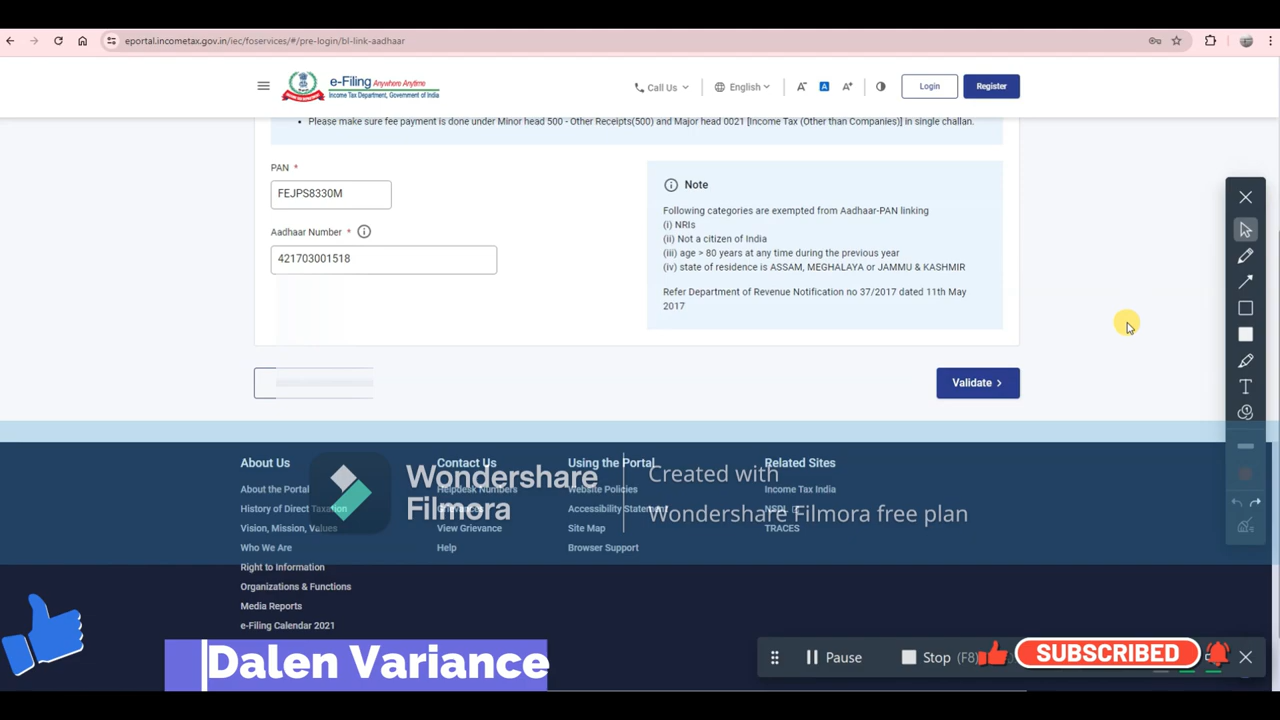 eportal.incometax.gov.in/iec/foservices/#/pre-login/bl-link-aadhaar
e-Filing Anywhere Anytime
Income Tax Department, Government of India
Call Us
English
A
A
A
Login
Register
• Please make sure fee payment is done under Minor head 500 - Other Receipts(500) and Major head 0021 [Income Tax (Other than Companies)] in single challan.
PAN *
FEJPS8330M
Aadhaar Number *
421703001518
Note
Following categories are exempted from Aadhaar-PAN linking
(i) NRIs
(ii) Not a citizen of India
(iii) age > 80 years at any time during the previous year
(iv) state of residence is ASSAM, MEGHALAYA or JAMMU & KASHMIR
Refer Department of Revenue Notification no 37/2017 dated 11th May
2017
Validate >
About Us
About the Portal
History of Direct Taxation
Vision, Mission, Values
Who We Are
Right to Information
Organizations & Functions
Media Reports
e-Filing Calendar 2021
Contact Us
Helpdesk Numbers
Grievances
View Grievance
Help
Using the Portal
Website Policies
Accessibility Statement
Site Map
Browser Support
Related Sites
Income Tax India
NSDL
TRACES
Wondershare
Filmora
Created with
Wondershare Filmora free plan
Dalen Variance
Pause
Stop (F8)
SUBSCRIBED